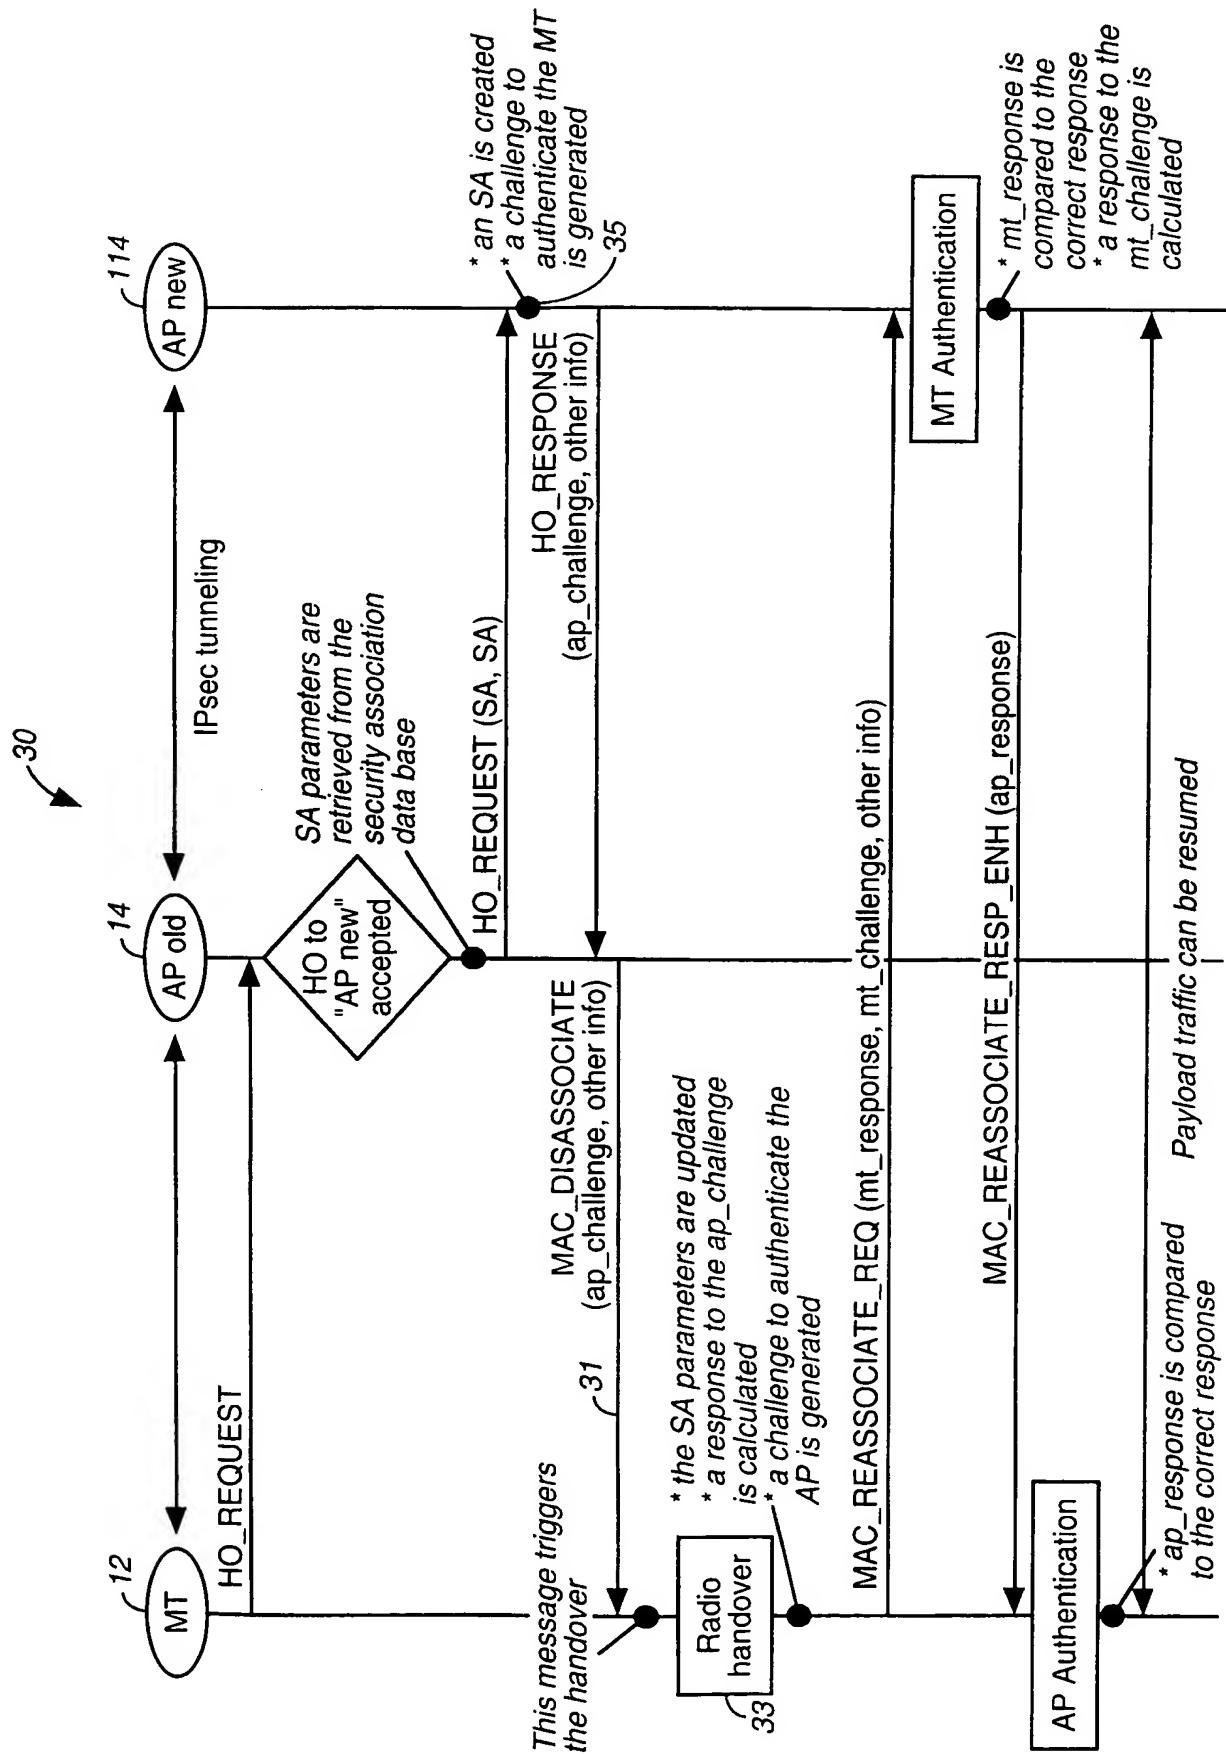 30
12
MT
14
AP old
114
AP new
IPsec tunneling
HO_REQUEST
HO to
"AP new"
accepted
SA parameters are
retrieved from the
security association
data base
HO_REQUEST (SA, SA)
* an SA is created
* a challenge to
authenticate the MT
is generated
35
HO_RESPONSE
(ap_challenge, other info)
MAC_DISASSOCIATE
(ap_challenge, other info)
31
This message triggers
the handover
Radio
handover
33
* the SA parameters are updated
* a response to the ap_challenge
is calculated
* a challenge to authenticate the
AP is generated
MAC_REASSOCIATE_REQ (mt_response, mt_challenge, other info)
MT Authentication
* mt_response is
compared to the
correct response
* a response to the
mt_challenge is
calculated
MAC_REASSOCIATE_RESP_ENH (ap_response)
AP Authentication
* ap_response is compared
to the correct response
Payload traffic can be resumed